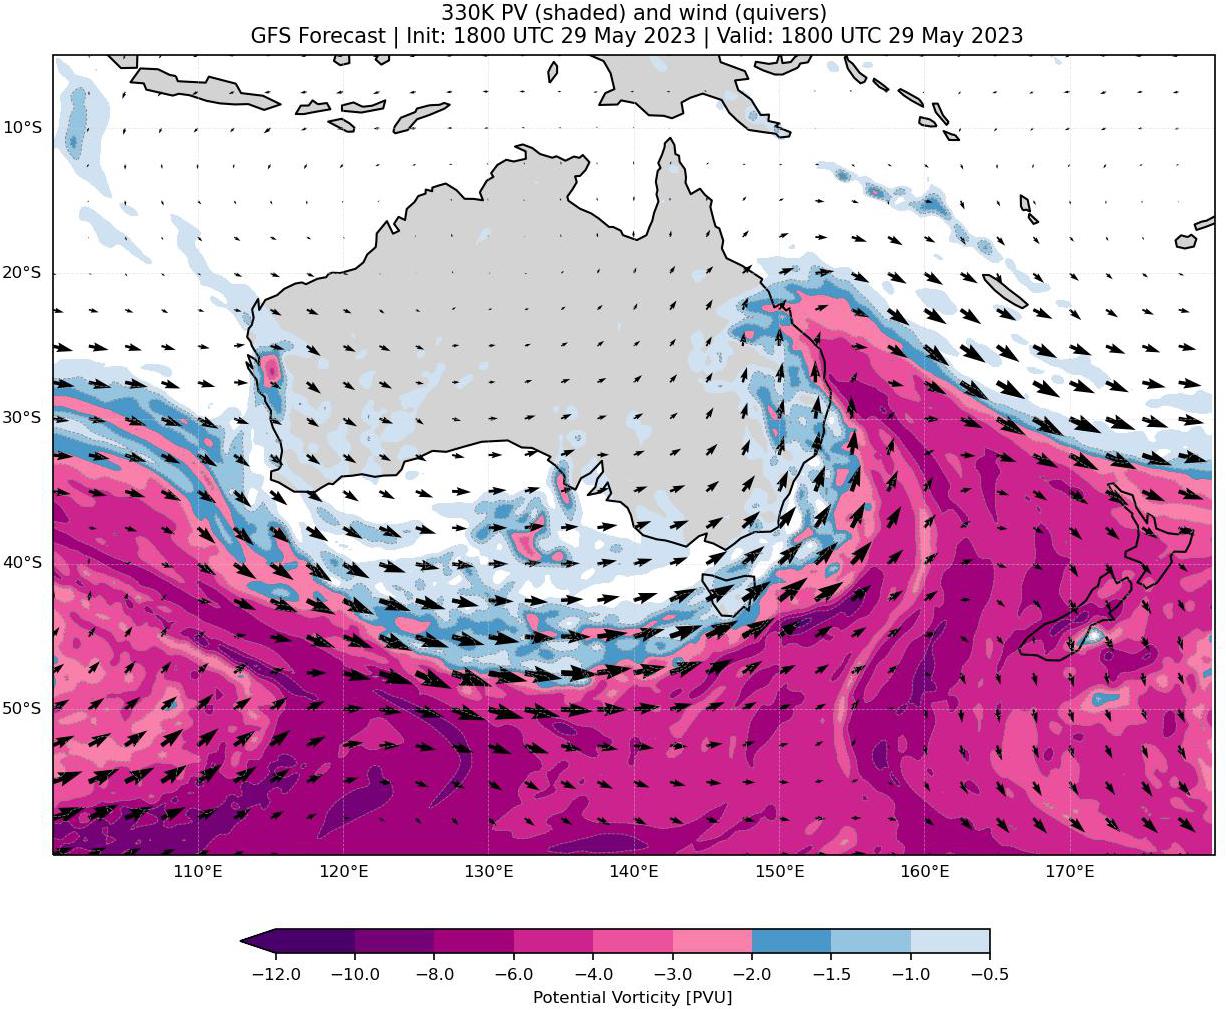 330K PV (shaded) and wind (quivers)
GFS Forecast | Init: 1800 UTC 29 May 2023 | Valid: 1800 UTC 29 May 2023
10°S
20°S
30°S
40°S
50°S
110°E 120°E 130°E 140°E 150°E 160°E 170°E
−12.0 −10.0 −8.0 −6.0 −4.0 −3.0 −2.0 −1.5 −1.0 −0.5
Potential Vorticity [PVU]